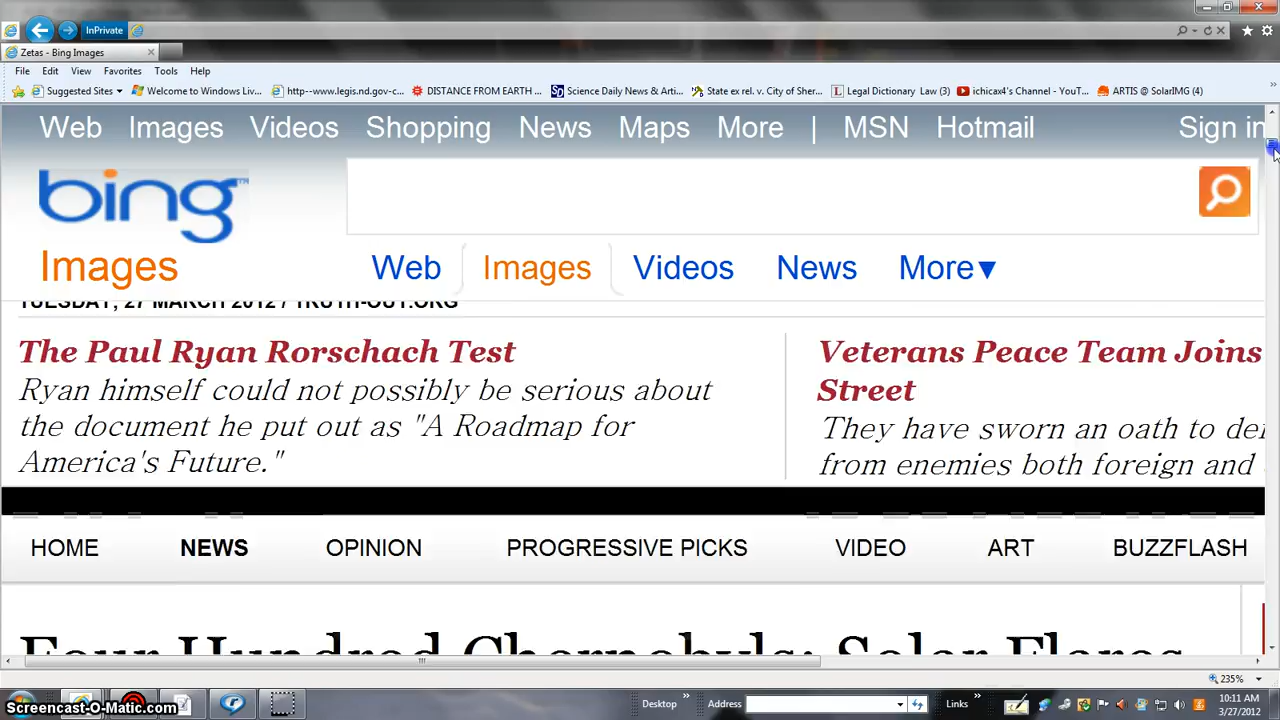 InPrivate
Zetas - Bing Images
File Edit View Favorites Tools Help
Suggested Sites Welcome to Windows Liv... http--www.legis.nd.gov-c... DISTANCE FROM EARTH ... Science Daily News & Arti... State ex rel. v. City of Sher... Legal Dictionary Law (3) ichicax4's Channel - YouT... ARTIS @ SolarIMG (4)
Web Images Videos Shopping News Maps More | MSN Hotmail Sign in
bing
Images Web Images Videos News More
TUESDAY, 27 MARCH 2012 / TRUTH-OUT.ORG
The Paul Ryan Rorschach Test
Ryan himself could not possibly be serious about
the document he put out as "A Roadmap for
America's Future."
Veterans Peace Team Joins
Street
They have sworn an oath to
from enemies both foreign and
HOME NEWS OPINION PROGRESSIVE PICKS VIDEO ART BUZZFLASH
Four Hundred Chernobyls: Solar Flares
235%
Screencast-O-Matic.com
Desktop Address Links
10:11 AM
3/27/2012